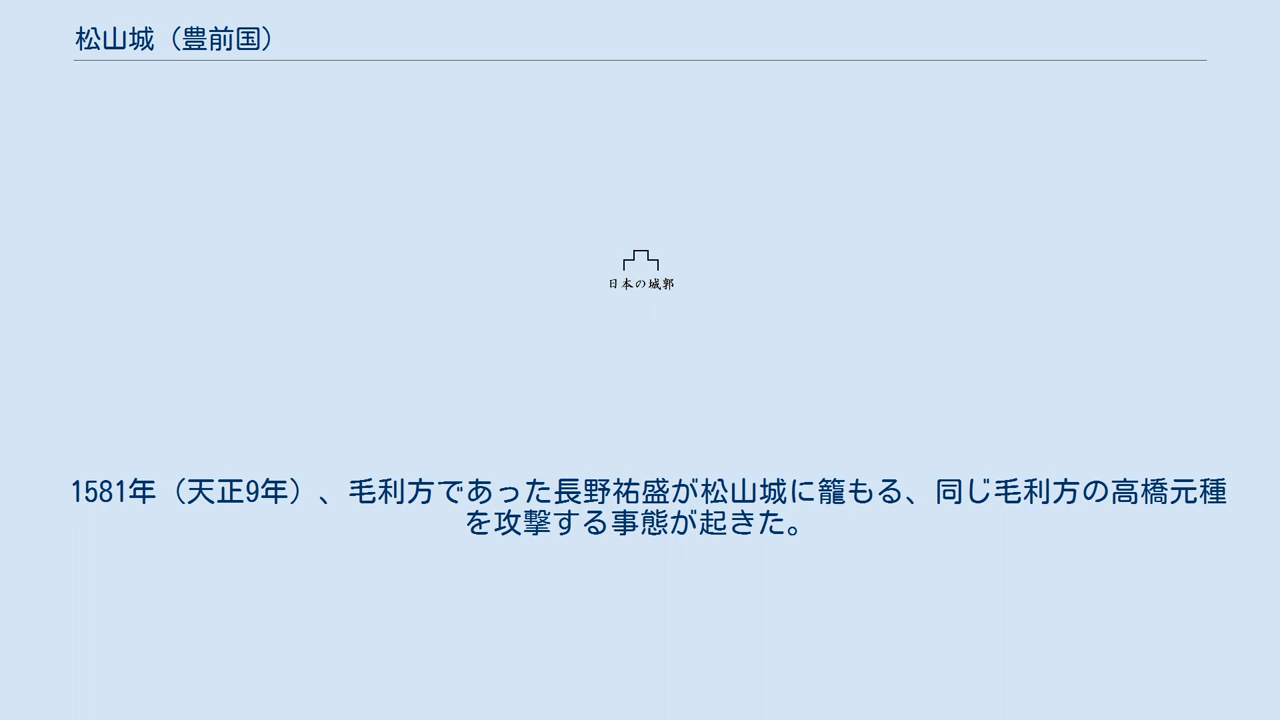 松山城（豊前国）
日本の城郭
1581年（天正9年）、毛利方であった長野祐盛が松山城に籠もる、同じ毛利方の高橋元種
を攻撃する事態が起きた。